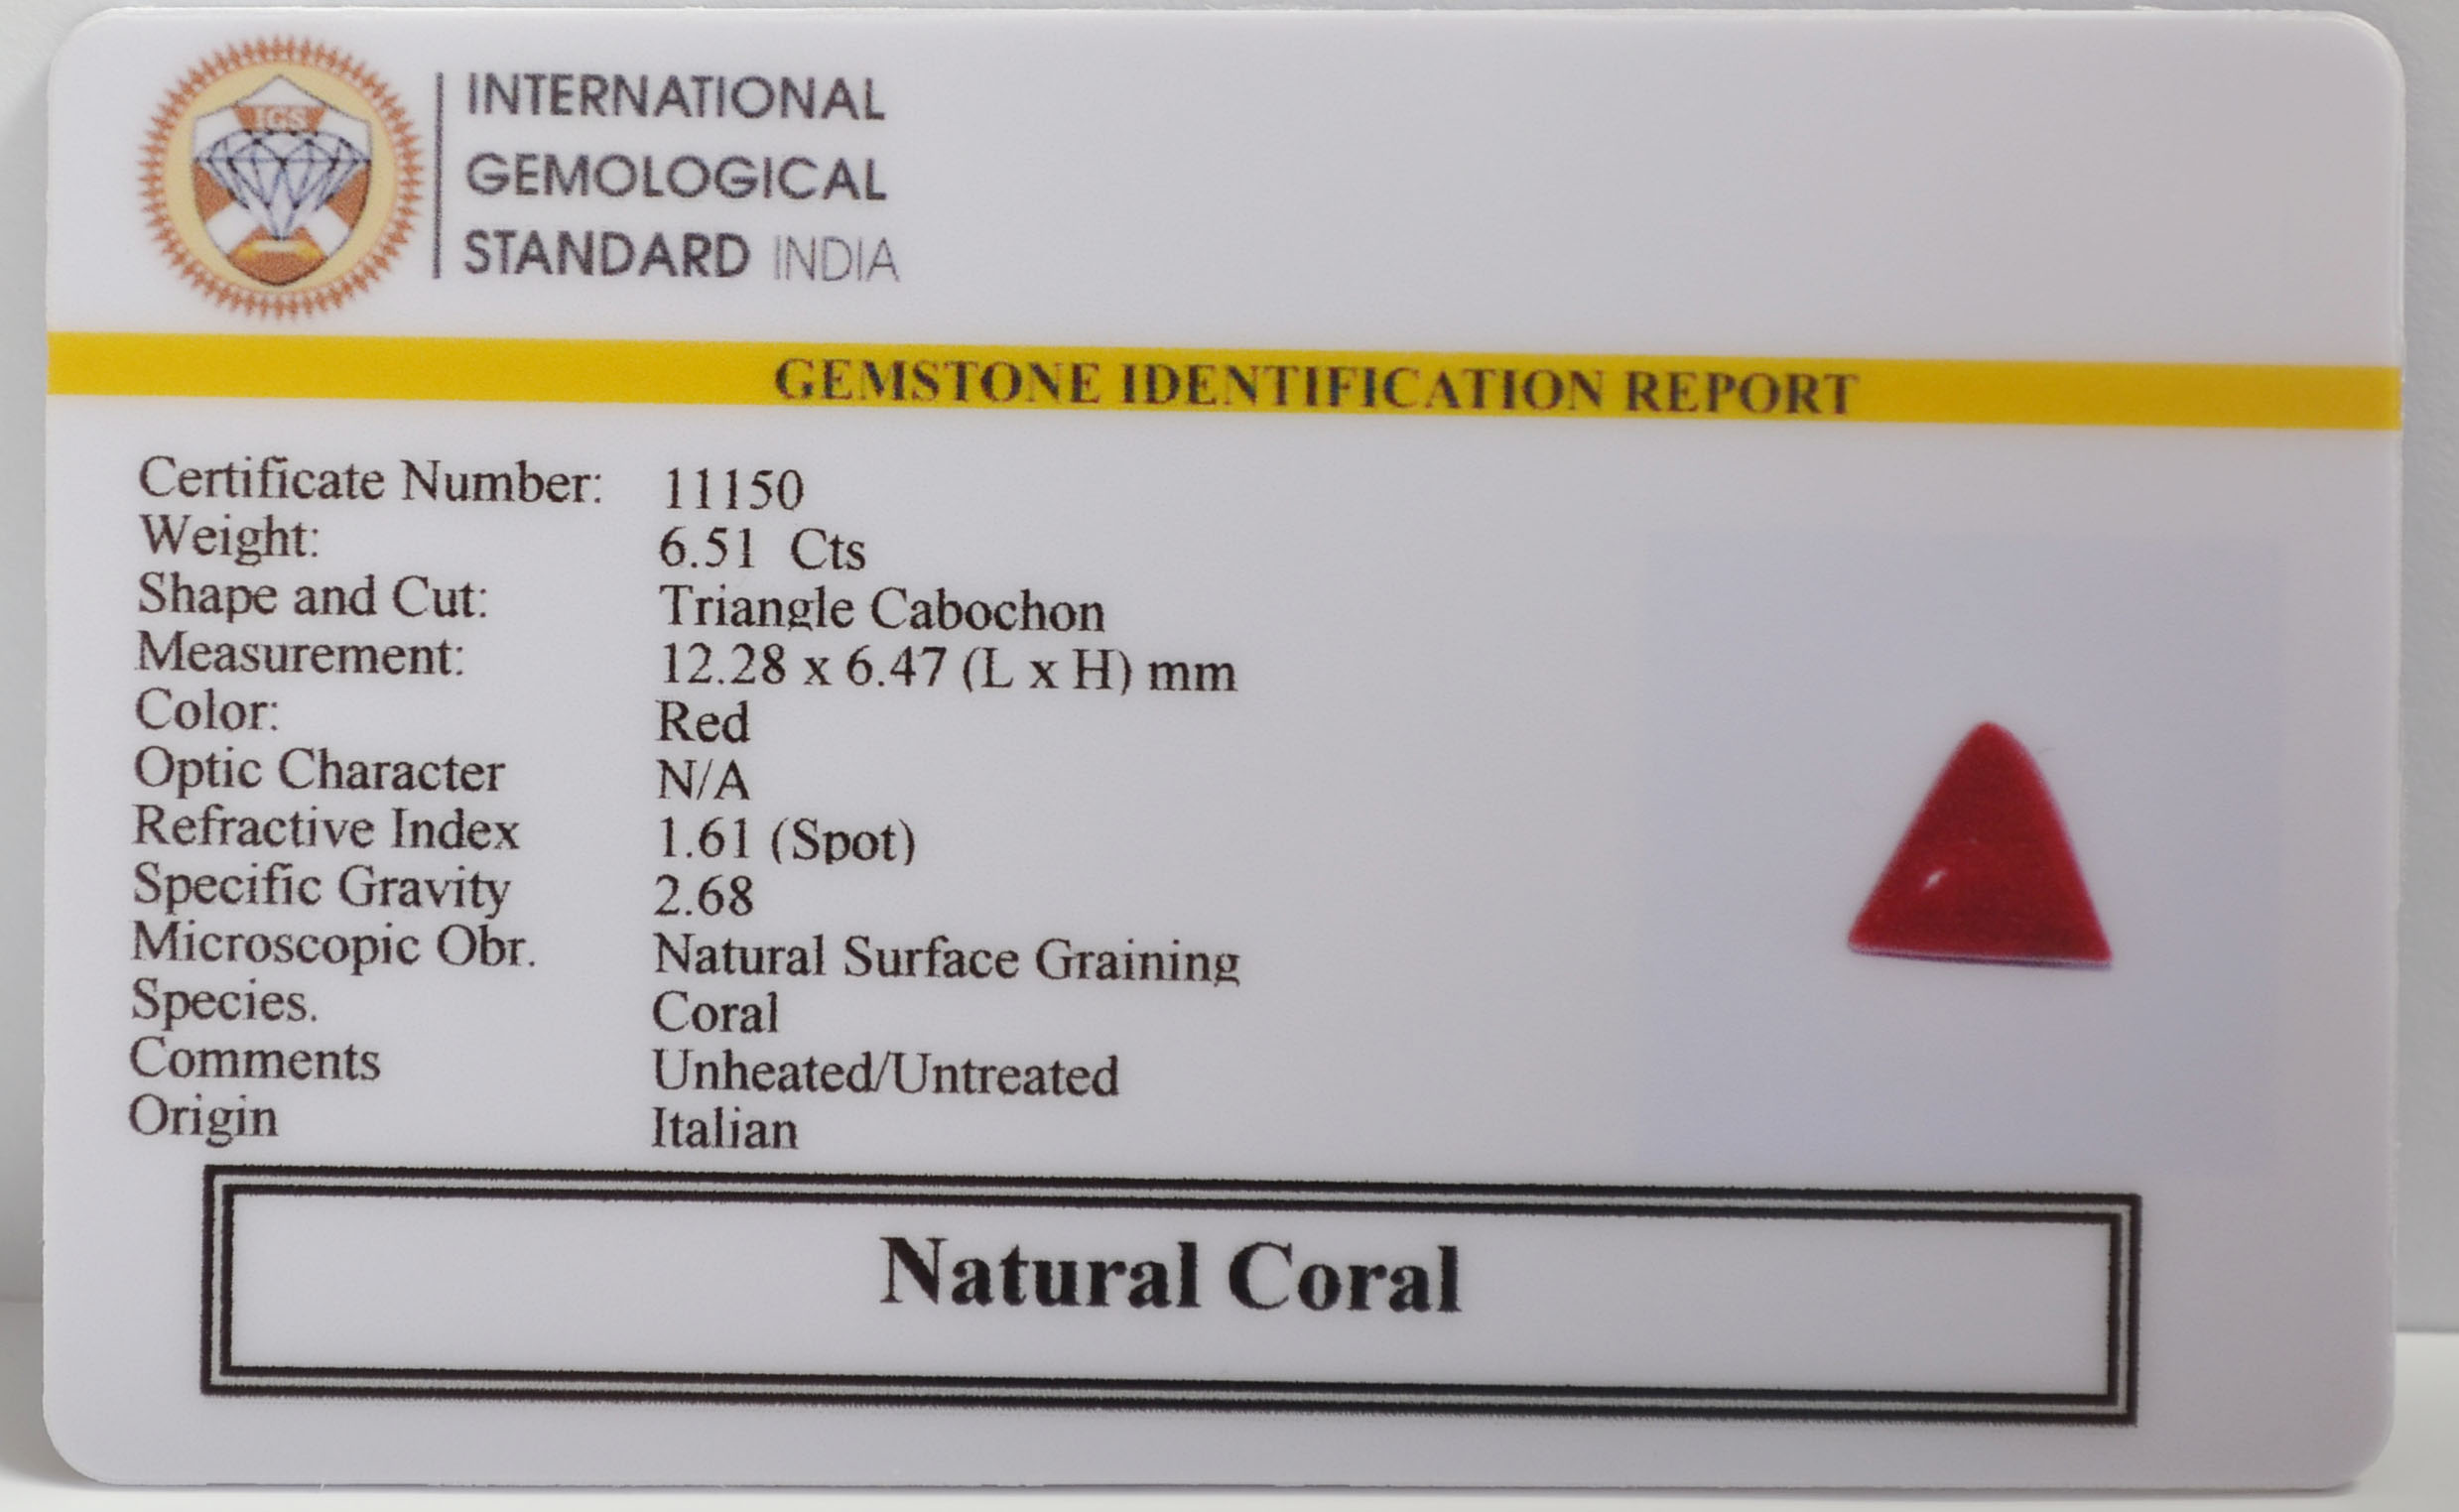 IGS
INTERNATIONAL
GEMOLOGICAL
STANDARD INDIA
GEMSTONE IDENTIFICATION REPORT
Certificate Number: 11150
Weight: 6.51 Cts
Shape and Cut: Triangle Cabochon
Measurement: 12.28 x 6.47 (L x H) mm
Color: Red
Optic Character N/A
Refractive Index 1.61 (Spot)
Specific Gravity 2.68
Microscopic Obr. Natural Surface Graining
Species. Coral
Comments Unheated/Untreated
Origin Italian
Natural Coral